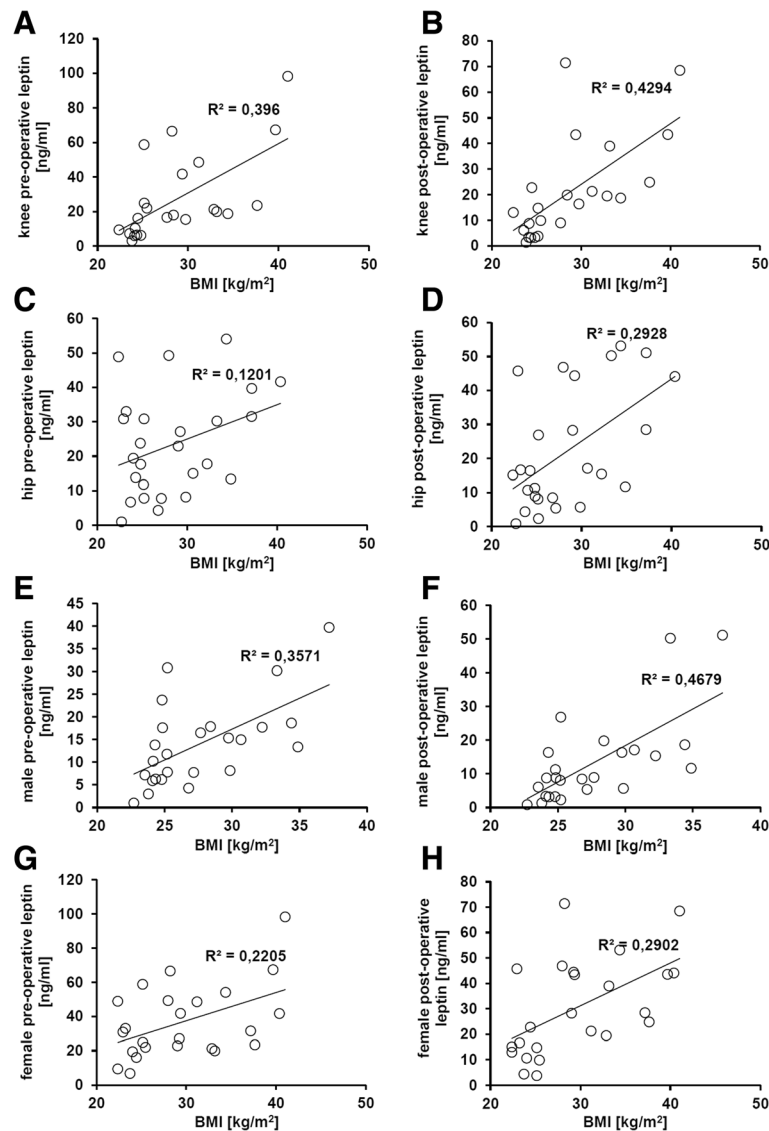 A
knee pre-operative leptin
[ng/ml]
120
100
80
60
40
20
0
R² = 0,396
20 30 40 50
BMI [kg/m²]
B
knee post-operative leptin
[ng/ml]
80
70
60
50
40
30
20
10
0
R² = 0,4294
20 30 40 50
BMI [kg/m²]
C
hip pre-operative leptin
[ng/ml]
60
50
40
30
20
10
0
R² = 0,1201
20 30 40 50
BMI [kg/m²]
D
hip post-operative leptin
[ng/ml]
60
50
40
30
20
10
0
R² = 0,2928
20 30 40 50
BMI [kg/m²]
E
male pre-operative leptin
[ng/ml]
45
40
35
30
25
20
15
10
5
0
R² = 0,3571
20 25 30 35 40
BMI [kg/m²]
F
male post-operative leptin
[ng/ml]
60
50
40
30
20
10
0
R² = 0,4679
20 25 30 35 40
BMI [kg/m²]
G
female pre-operative leptin
[ng/ml]
120
100
80
60
40
20
0
R² = 0,2205
20 30 40 50
BMI [kg/m²]
H
female post-operative
leptin [ng/ml]
80
70
60
50
40
30
20
10
0
R² = 0,2902
20 30 40 50
BMI [kg/m²]